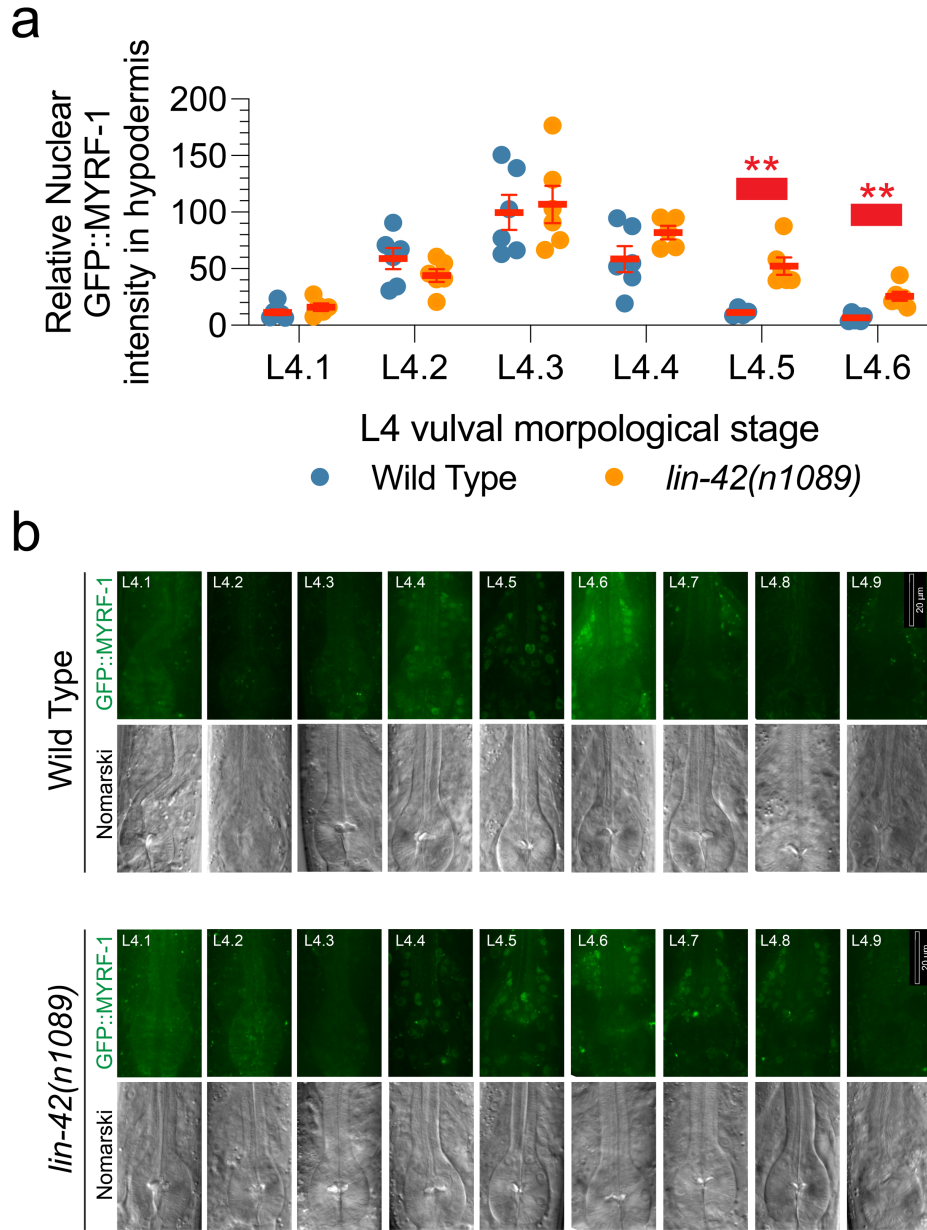 a
Relative Nuclear
GFP::MYRF-1
intensity in hypodermis
200
150
100
50
0
**
**
L4.1 L4.2 L4.3 L4.4 L4.5 L4.6
L4 vulval morpological stage
Wild Type lin-42(n1089)
b
Wild Type
GFP::MYRF-1
L4.1 L4.2 L4.3 L4.4 L4.5 L4.6 L4.7 L4.8 L4.9
20 µm
Nomarski
lin-42(n1089)
GFP::MYRF-1
L4.1 L4.2 L4.3 L4.4 L4.5 L4.6 L4.7 L4.8 L4.9
20 µm
Nomarski